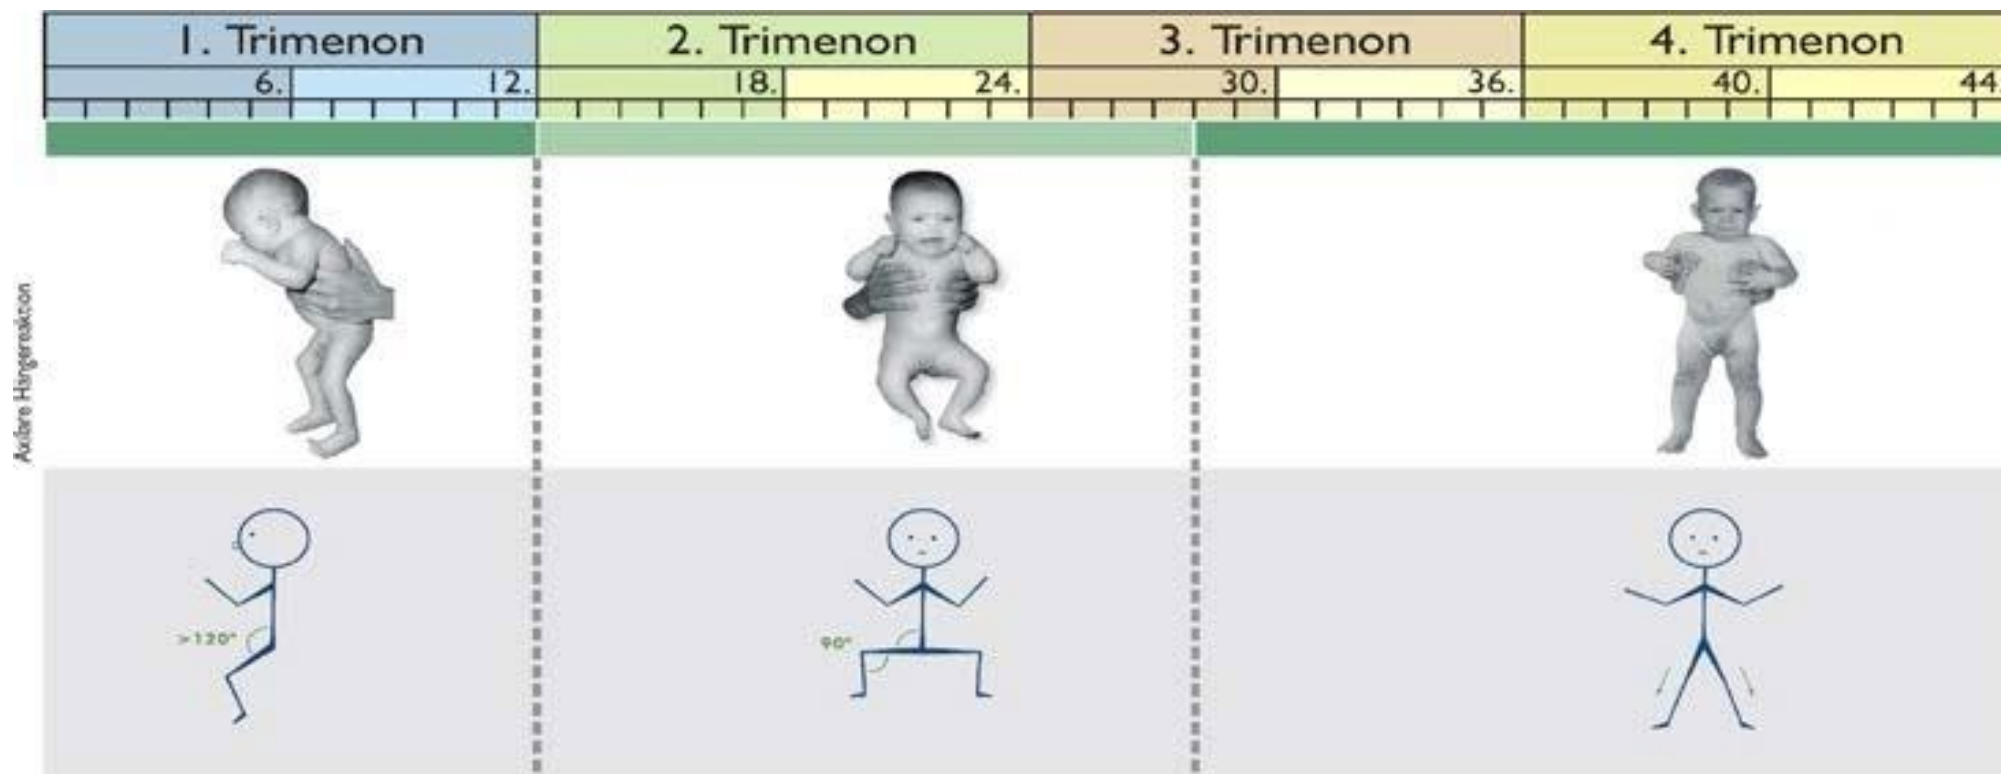 1. Trimenon 2. Trimenon 3. Trimenon 4. Trimenon
6. 12. 18. 24. 30. 36. 40. 44
Axillare Hängereaktion
>120°
90°